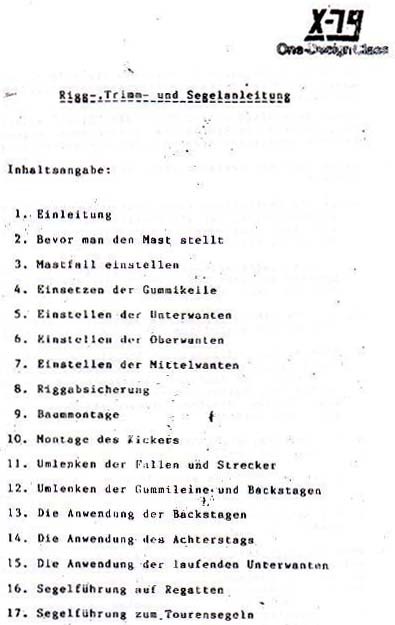 X-79
One-Design Class
Rigg-,Trimm- und Segelanleitung
Inhaltsangabe:
1. Einleitung
2. Bevor man den Mast stellt
3. Mastfall einstellen
4. Einsetzen der Gummikeile
5. Einstellen der Unterwanten
6. Einstellen der Oberwanten
7. Einstellen der Mittelwanten
8. Riggabsicherung
9. Baummontage
10. Montage des Kickers
11. Umlenken der Fallen und Strecker
12. Umlenken der Gummileine und Backstagen
13. Die Anwendung der Backstagen
14. Die Anwendung des Achterstags
15. Die Anwendung der laufenden Unterwanten
16. Segelführung auf Regatten
17. Segelführung zum Tourensegeln